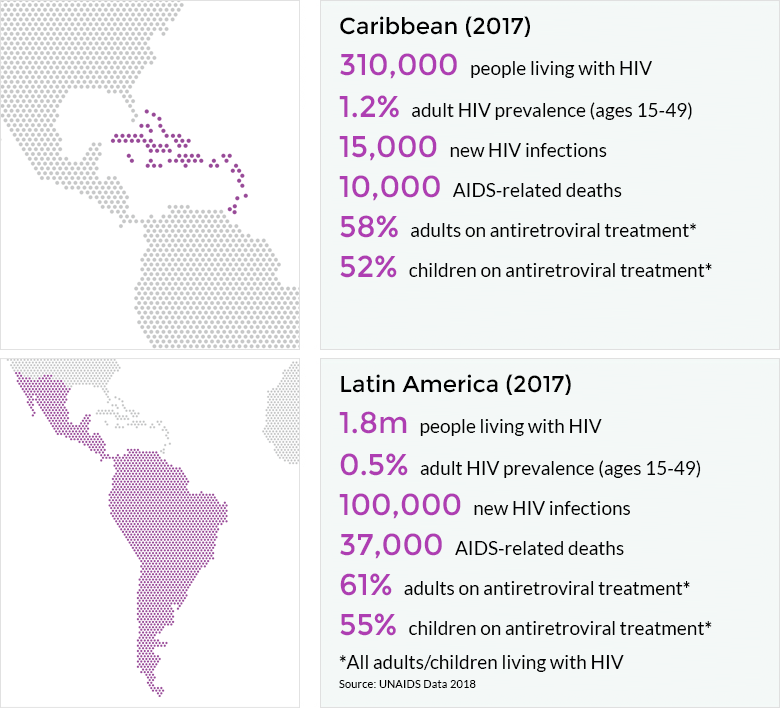 Caribbean (2017)
310,000 people living with HIV
1.2% adult HIV prevalence (ages 15-49)
15,000 new HIV infections
10,000 AIDS-related deaths
58% adults on antiretroviral treatment*
52% children on antiretroviral treatment*
Latin America (2017)
1.8m people living with HIV
0.5% adult HIV prevalence (ages 15-49)
100,000 new HIV infections
37,000 AIDS-related deaths
61% adults on antiretroviral treatment*
55% children on antiretroviral treatment*
*All adults/children living with HIV
Source: UNAIDS Data 2018